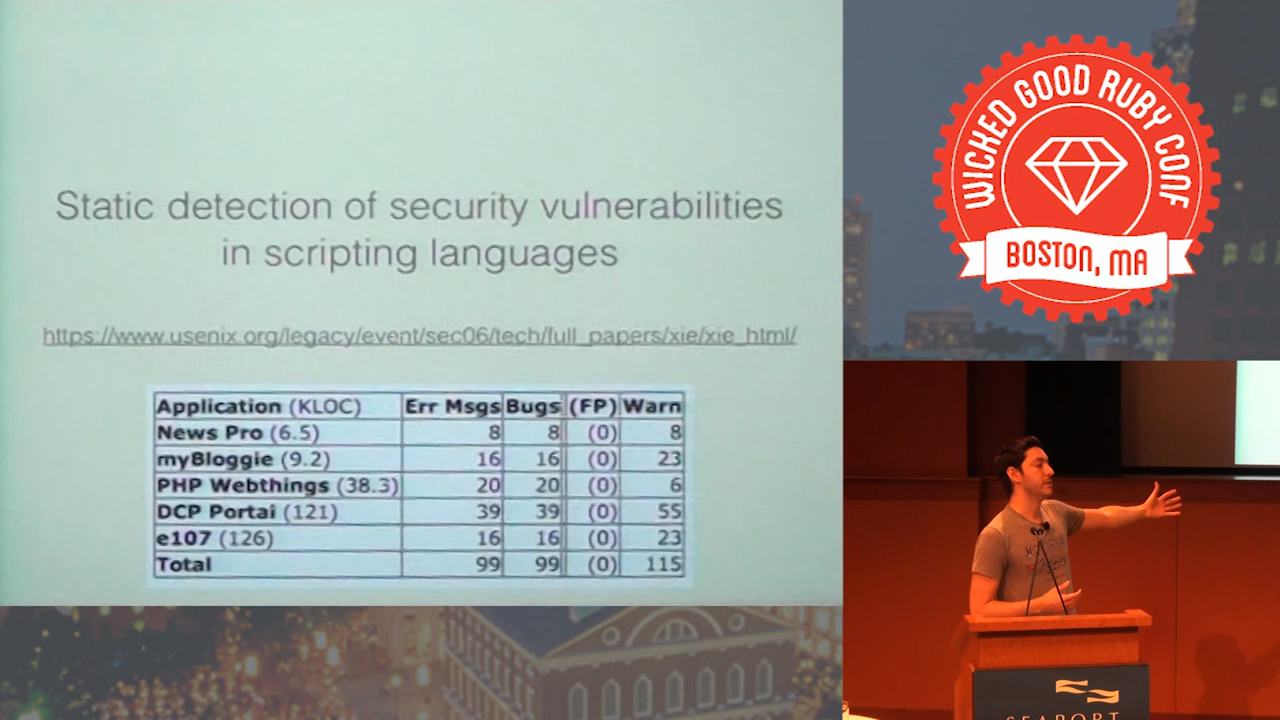 Static detection of security vulnerabilities
in scripting languages
https://www.usenix.org/legacy/event/sec06/tech/full_papers/xie/xie_html/
Application (KLOC) Err Msgs Bugs (FP) Warn
News Pro (6.5) 8 8 (0) 8
myBloggie (9.2) 16 16 (0) 23
PHP Webthings (38.3) 20 20 (0) 6
DCP Portal (121) 39 39 (0) 55
e107 (126) 16 16 (0) 23
Total 99 99 (0) 115
WICKED GOOD RUBY CONF
BOSTON, MA
SEAPORT